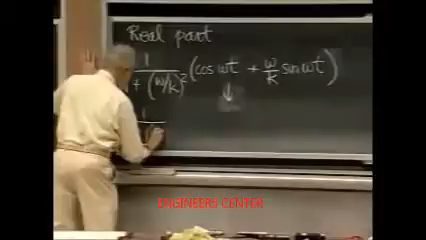 Real part
1
+ (w/k)² (cos ωt + ω/k sin ωt)
↓
1
ENGINEERS CENTER